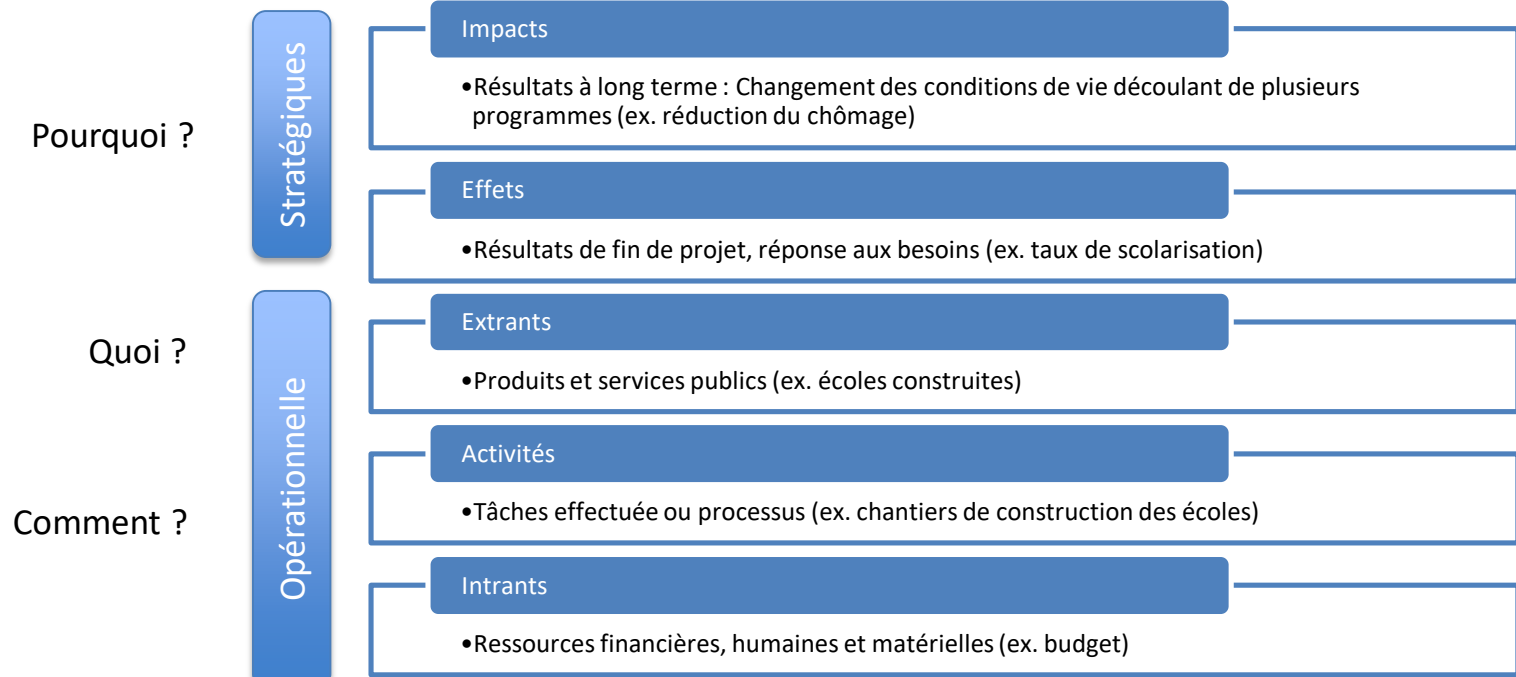 Pourquoi ?
Stratégiques
Impacts
•Résultats à long terme : Changement des conditions de vie découlant de plusieurs
programmes (ex. réduction du chômage)
Effets
•Résultats de fin de projet, réponse aux besoins (ex. taux de scolarisation)
Quoi ?
Opérationnelle
Extrants
•Produits et services publics (ex. écoles construites)
Comment ?
Activités
•Tâches effectuée ou processus (ex. chantiers de construction des écoles)
Intrants
•Ressources financières, humaines et matérielles (ex. budget)